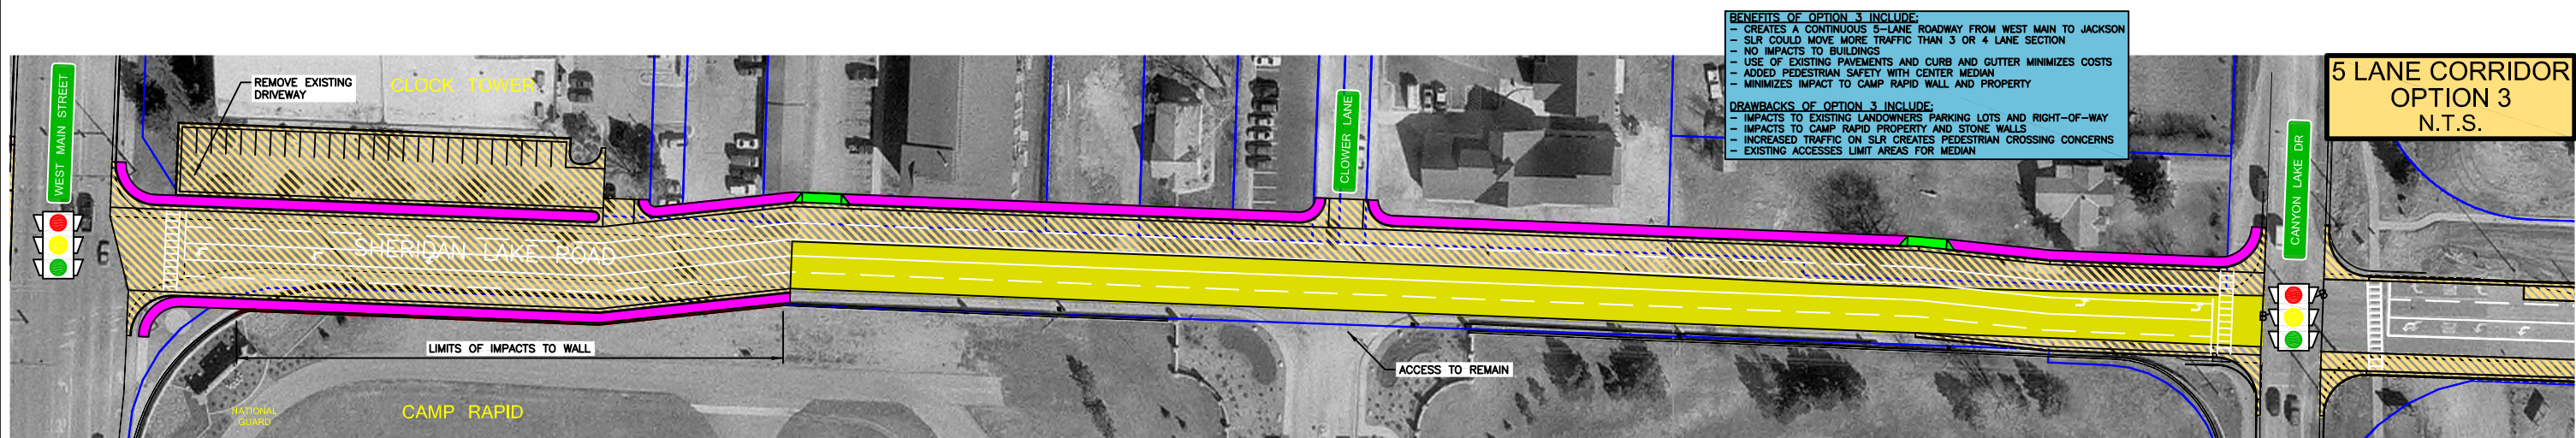 BENEFITS OF OPTION 3 INCLUDE:
– CREATES A CONTINUOUS 5–LANE ROADWAY FROM WEST MAIN TO JACKSON
– SLR COULD MOVE MORE TRAFFIC THAN 3 OR 4 LANE SECTION
– NO IMPACTS TO BUILDINGS
– USE OF EXISTING PAVEMENTS AND CURB AND GUTTER MINIMIZES COSTS
– ADDED PEDESTRIAN SAFETY WITH CENTER MEDIAN
– MINIMIZES IMPACT TO CAMP RAPID WALL AND PROPERTY
DRAWBACKS OF OPTION 3 INCLUDE:
– IMPACTS TO EXISTING LANDOWNERS PARKING LOTS AND RIGHT–OF–WAY
– IMPACTS TO CAMP RAPID PROPERTY AND STONE WALLS
– INCREASED TRAFFIC ON SLR CREATES PEDESTRIAN CROSSING CONCERNS
– EXISTING ACCESSES LIMIT AREAS FOR MEDIAN
5 LANE CORRIDOR
OPTION 3
N.T.S.
WEST MAIN STREET
REMOVE EXISTING
DRIVEWAY
CLOCK TOWER
CLOWER LANE
CANYON LAKE DR
SHERIDAN LAKE ROAD
LIMITS OF IMPACTS TO WALL
ACCESS TO REMAIN
NATIONAL
GUARD
CAMP RAPID